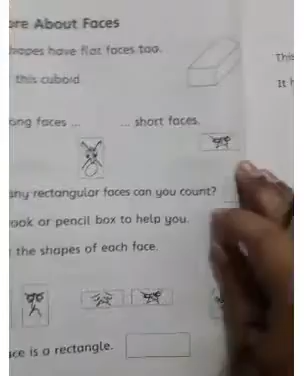 ore About Faces
hapes have flat faces too.
this cuboid
This
It h
ong faces ... ... short faces.
any rectangular faces can you count?
ook or pencil box to help you.
the shapes of each face.
ace is a rectangle.